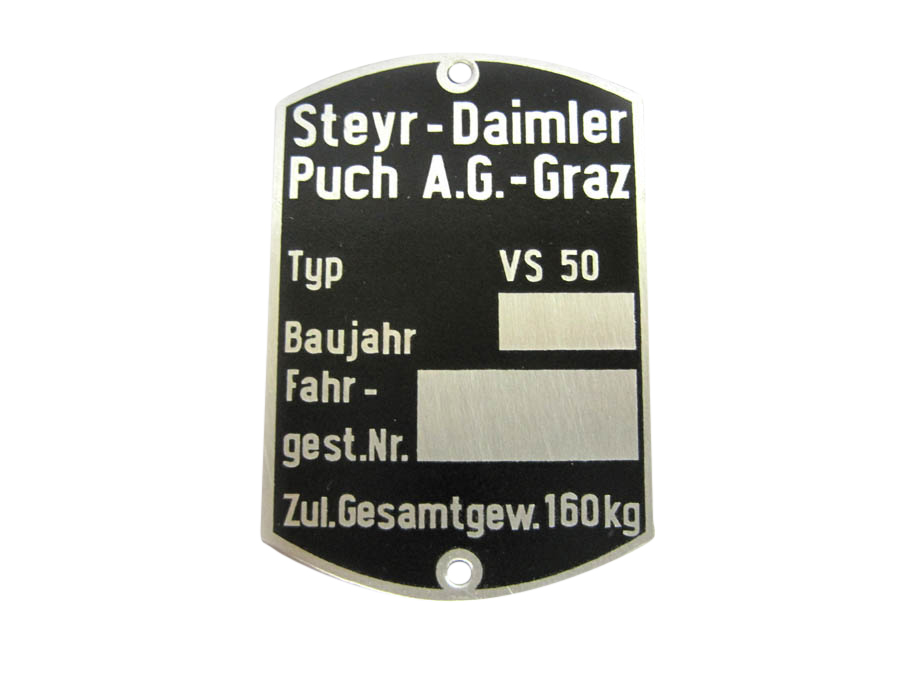 Steyr-Daimler
Puch A.G.-Graz
Typ VS 50
Baujahr
Fahr-
gest.Nr.
Zul.Gesamtgew.160kg